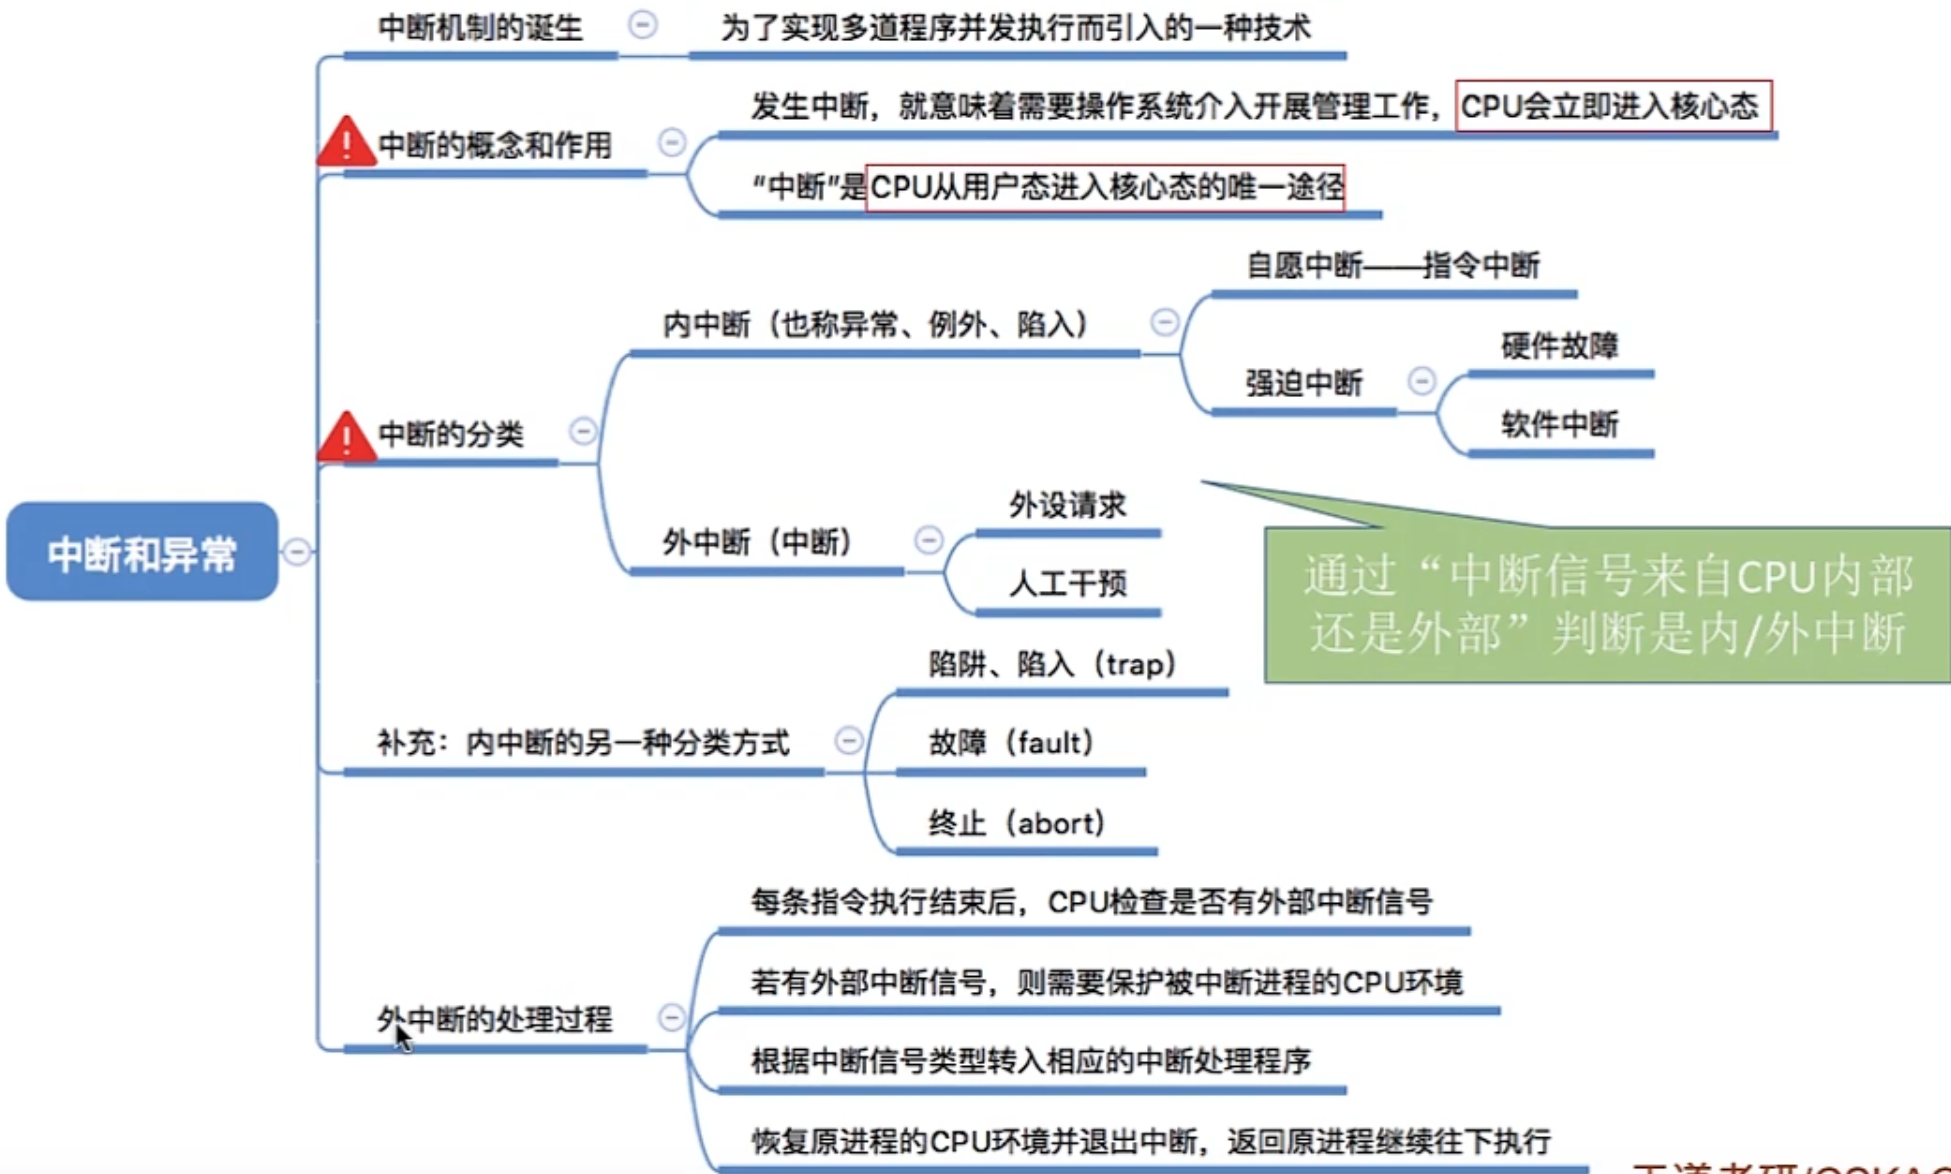 中断机制的诞生
为了实现多道程序并发执行而引入的一种技术
中断的概念和作用
发生中断，就意味着需要操作系统介入开展管理工作，CPU会立即进入核心态
“中断”是CPU从用户态进入核心态的唯一途径
中断和异常
中断的分类
内中断（也称异常、例外、陷入）
自愿中断——指令中断
强迫中断
硬件故障
软件中断
外中断（中断）
外设请求
人工干预
通过“中断信号来自CPU内部
还是外部”判断是内/外中断
补充：内中断的另一种分类方式
陷阱、陷入（trap）
故障（fault）
终止（abort）
外中断的处理过程
每条指令执行结束后，CPU检查是否有外部中断信号
若有外部中断信号，则需要保护被中断进程的CPU环境
根据中断信号类型转入相应的中断处理程序
恢复原进程的CPU环境并退出中断，返回原进程继续往下执行